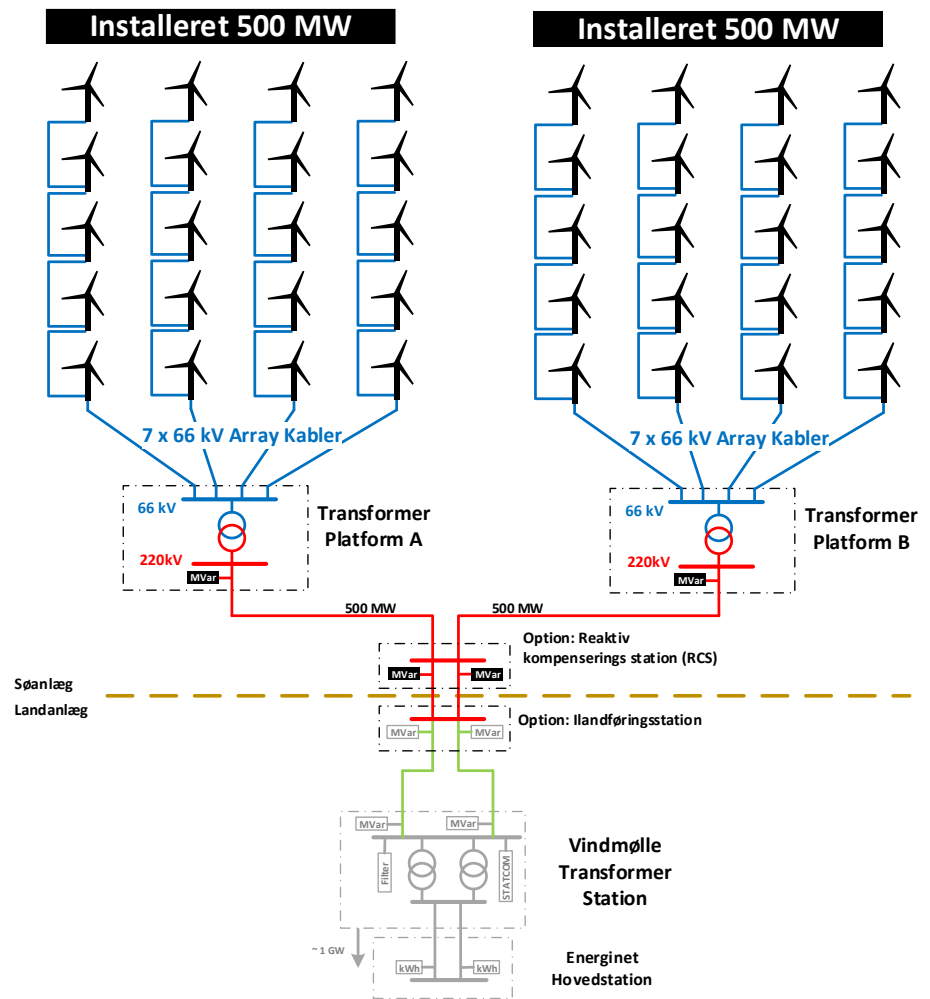 Installeret 500 MW
Installeret 500 MW
7 x 66 kV Array Kabler
7 x 66 kV Array Kabler
66 kV
Transformer
Platform A
220kV
MVar
66 kV
Transformer
Platform B
220kV
MVar
500 MW
500 MW
Option: Reaktiv
kompenserings station (RCS)
MVar
MVar
Søanlæg
Landanlæg
Option: Ilandføringsstation
MVar
MVar
MVar
MVar
Filter
STATCOM
Vindmølle
Transformer
Station
~ 1 GW
kWh
kWh
Energinet
Hovedstation